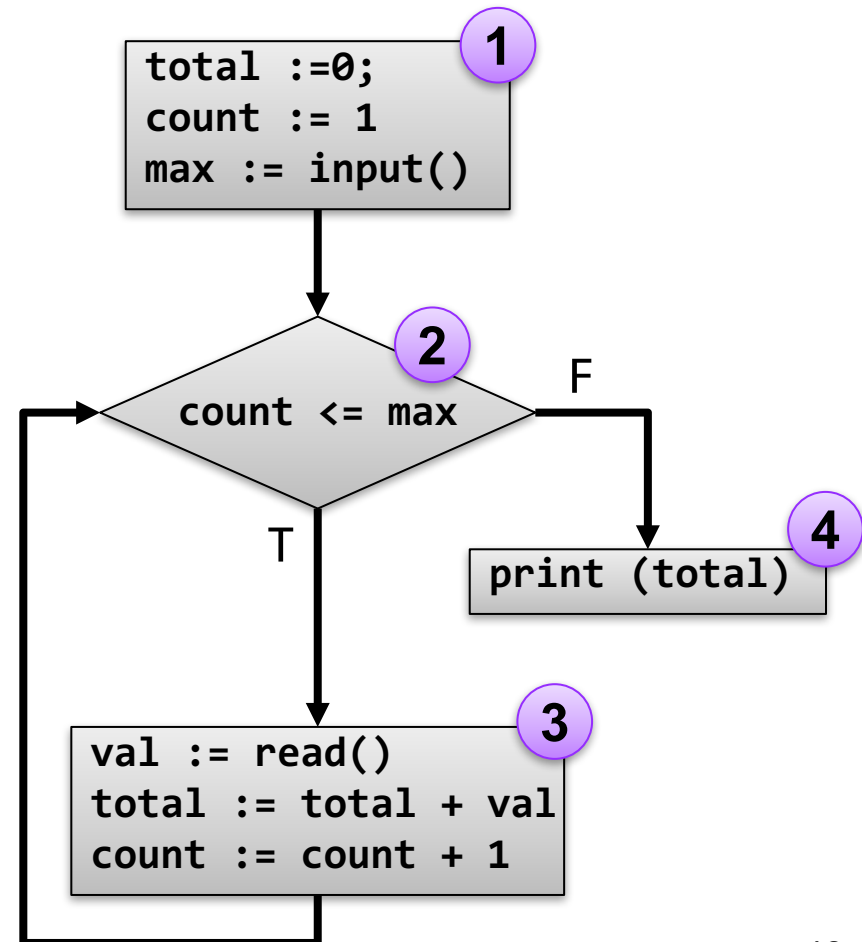 1
total :=0;
count := 1
max := input()
2
count <= max
F
T
4
print (total)
3
val := read()
total := total + val
count := count + 1